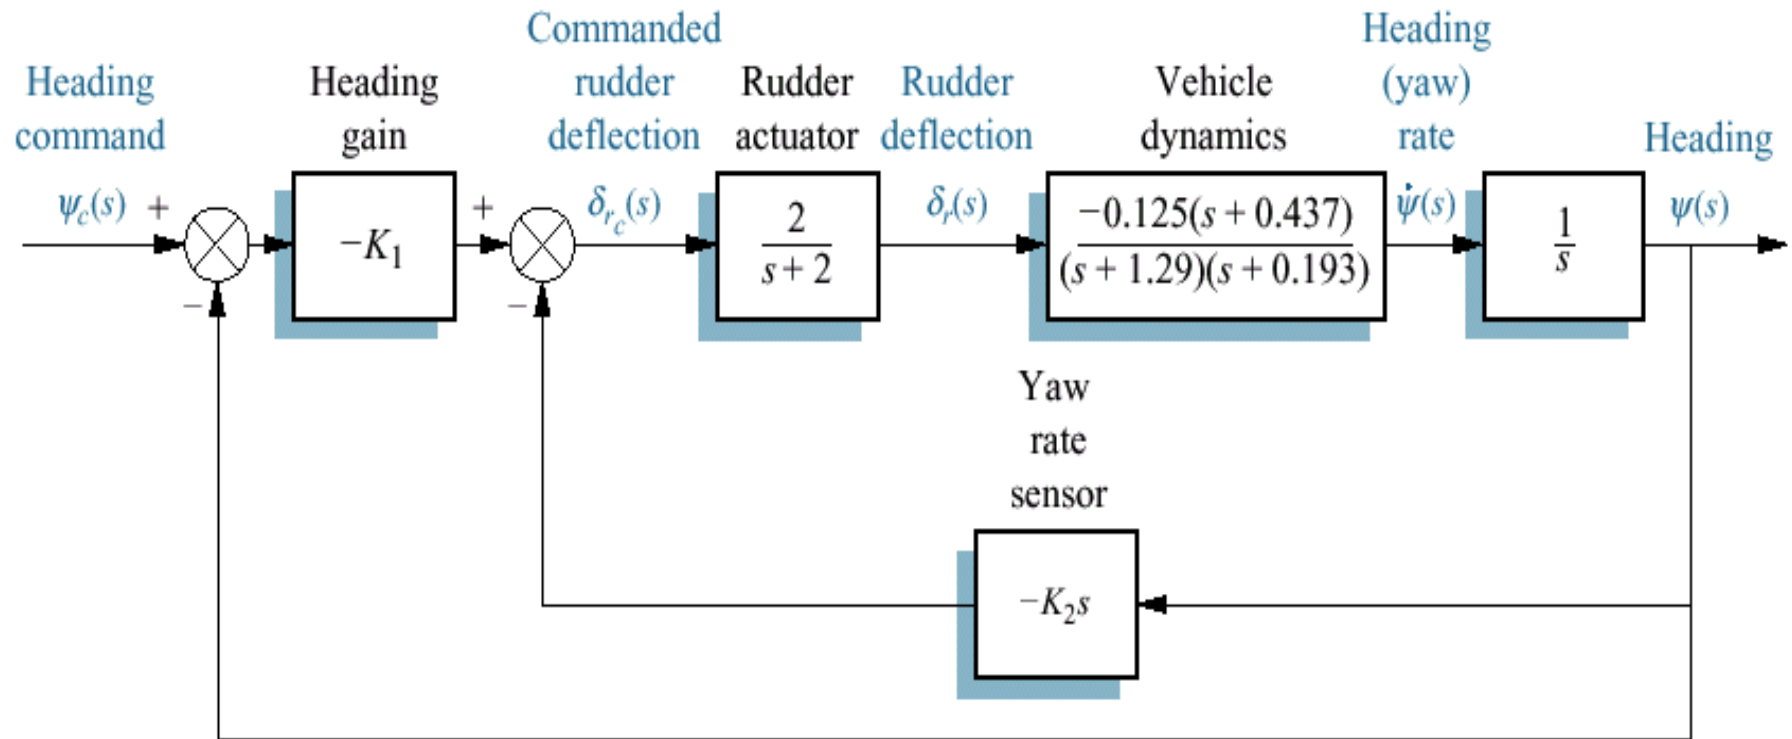 Heading
command
Heading
gain
Commanded
rudder
deflection
Rudder
actuator
Rudder
deflection
Vehicle
dynamics
Heading
(yaw)
rate
Heading
ψc(s)
+
−
−K1
+
−
δrc(s)
2
s + 2
δr(s)
−0.125(s + 0.437)
(s + 1.29)(s + 0.193)
ψ̇(s)
1
s
ψ(s)
Yaw
rate
sensor
−K2s